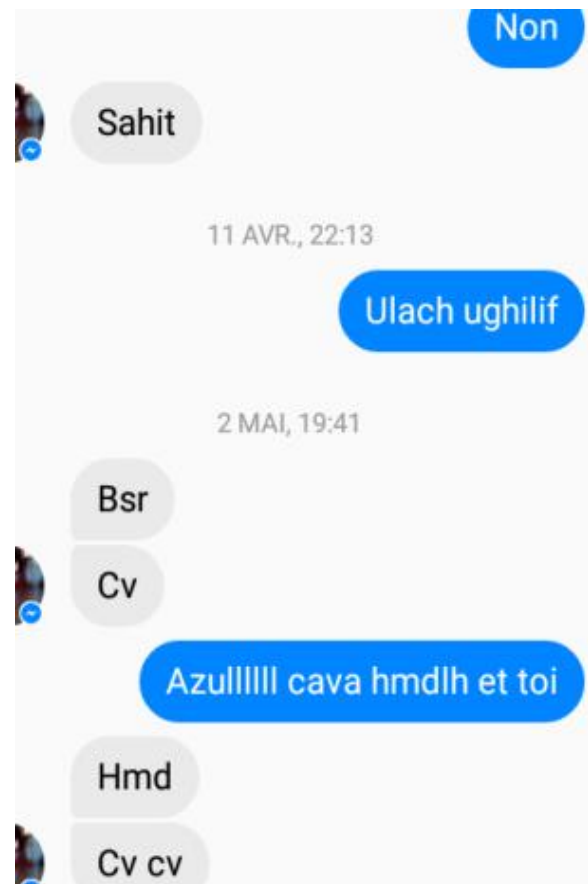 Non
Sahit
11 AVR., 22:13
Ulach ughilif
2 MAI, 19:41
Bsr
Cv
Azullllll cava hmdlh et toi
Hmd
Cv cv